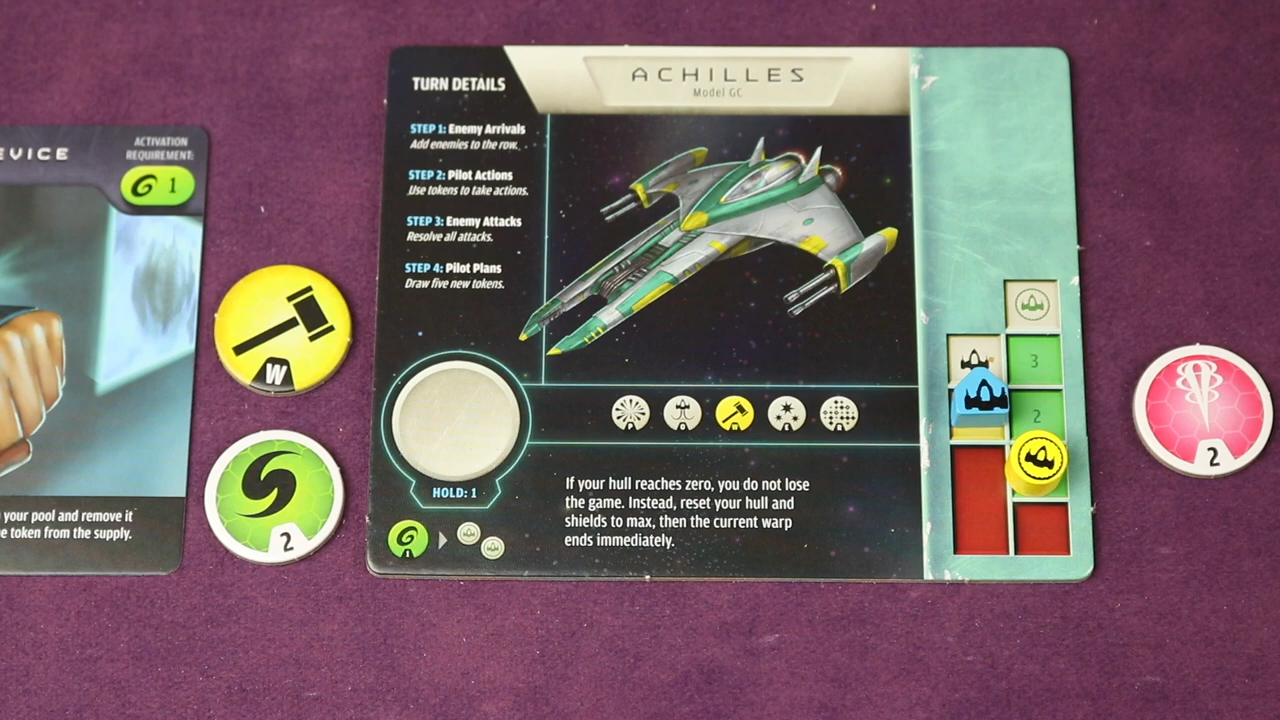 EVICE
ACTIVATION
REQUIREMENT:
1
your pool and remove it
e token from the supply.
W
2
TURN DETAILS
STEP 1: Enemy Arrivals
Add enemies to the row.
STEP 2: Pilot Actions
Use tokens to take actions.
STEP 3: Enemy Attacks
Resolve all attacks.
STEP 4: Pilot Plans
Draw five new tokens.
ACHILLES
Model GC
HOLD: 1
If your hull reaches zero, you do not lose
the game. Instead, reset your hull and
shields to max, then the current warp
ends immediately.
3
2
2